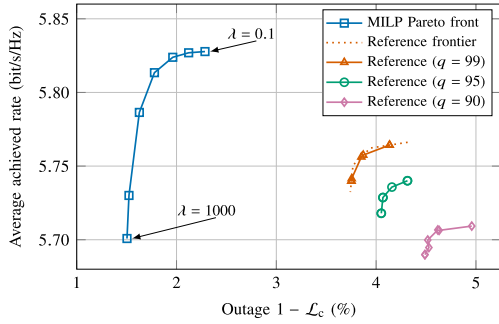 MILP Pareto front
Reference frontier
Reference (q = 99)
Reference (q = 95)
Reference (q = 90)
λ = 0.1
λ = 1000
5.85
5.80
5.75
5.70
Average achieved rate (bit/s/Hz)
1
2
3
4
5
Outage 1 − ℒc (%)